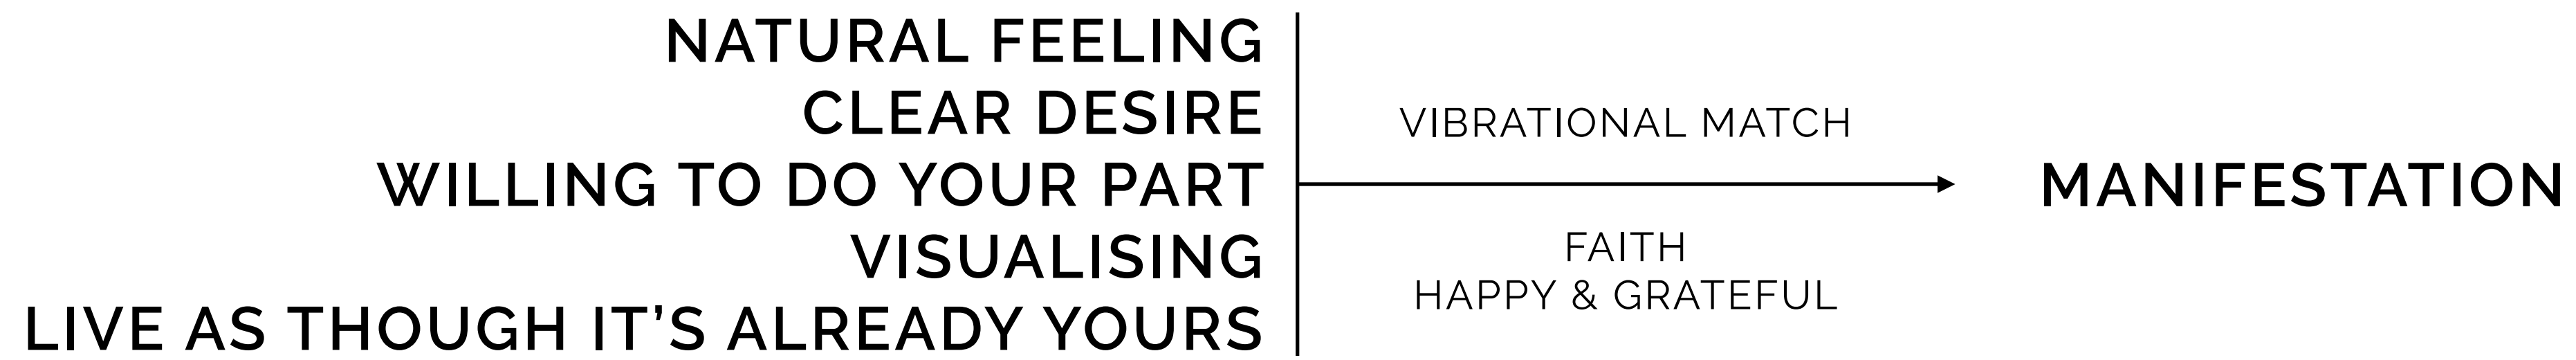 NATURAL FEELING
CLEAR DESIRE
WILLING TO DO YOUR PART
VISUALISING
LIVE AS THOUGH IT’S ALREADY YOURS
VIBRATIONAL MATCH
FAITH
HAPPY & GRATEFUL
MANIFESTATION